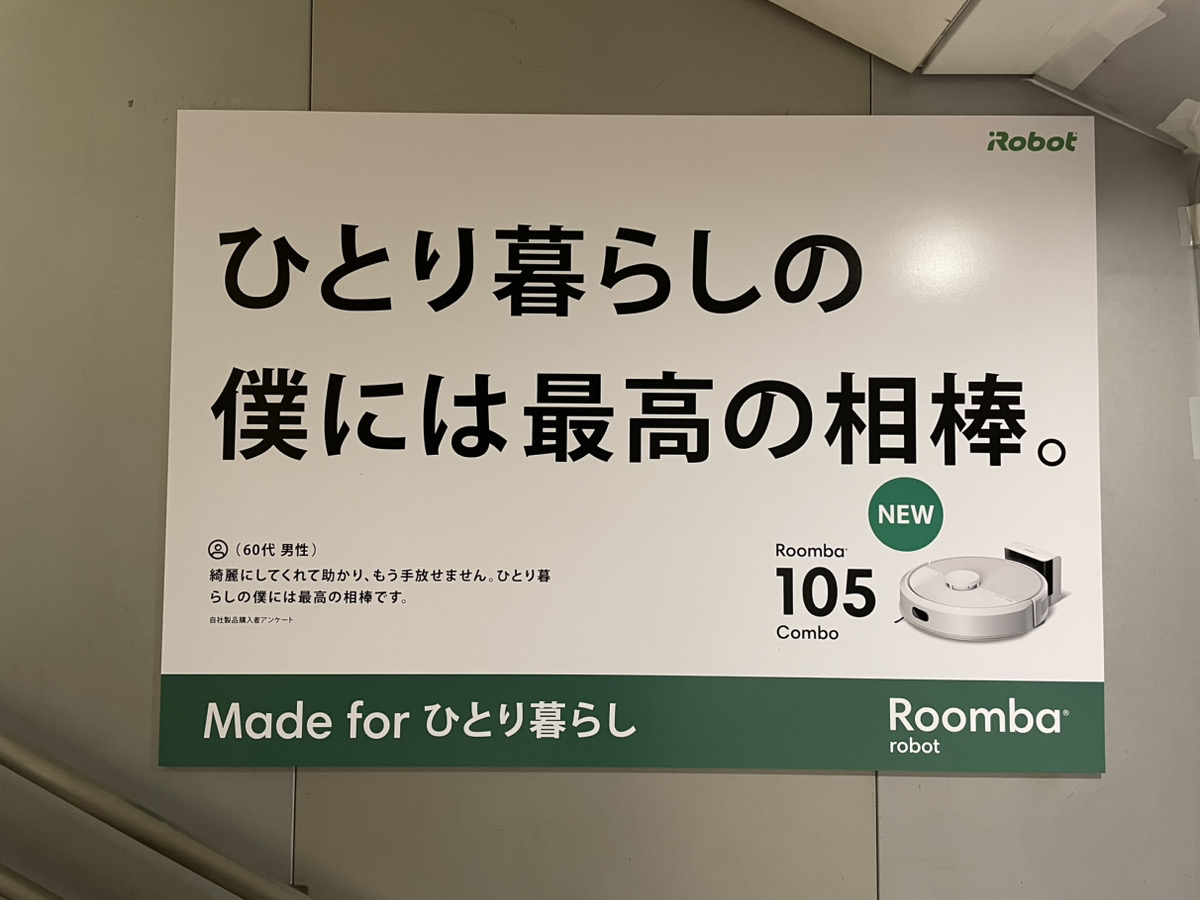 iRobot
ひとり暮らしの
僕には最高の相棒。
NEW
（60代 男性）
綺麗にしてくれて助かり、もう手放せません。ひとり暮
らしの僕には最高の相棒です。
自社製品購入者アンケート
Roomba®
105
Combo
Made for ひとり暮らし
Roomba®
robot